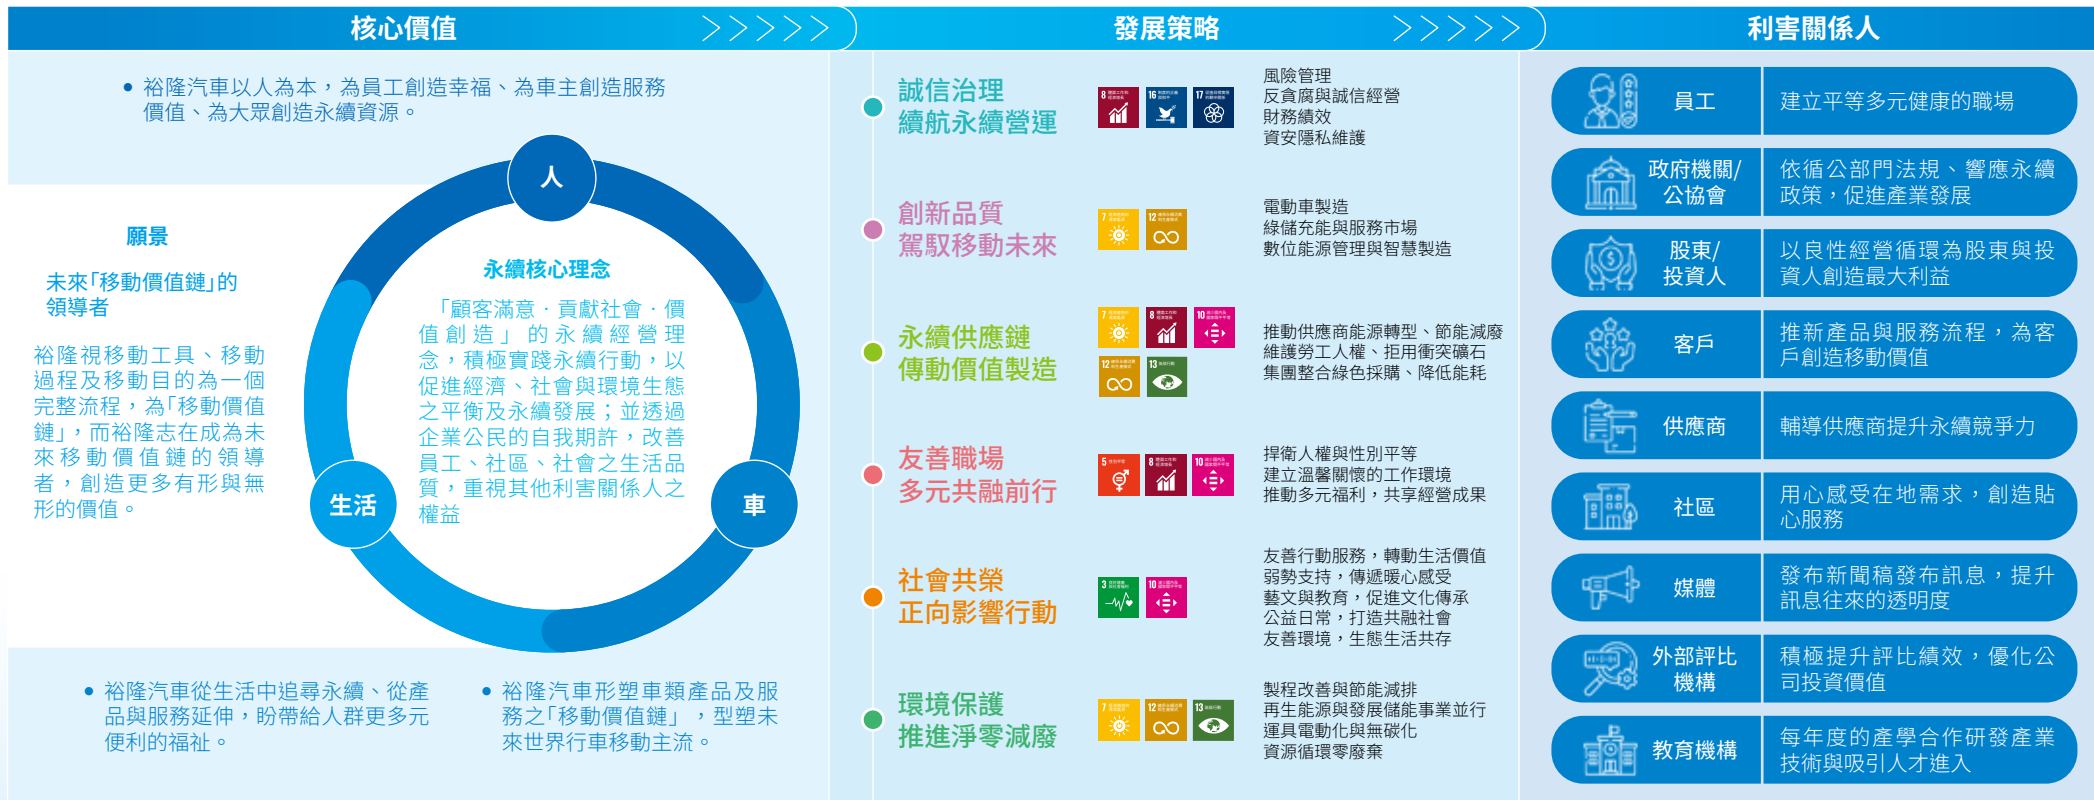 核心價值
發展策略
利害關係人
裕隆汽車以人為本，為員工創造幸福、為車主創造服務
價值、為大眾創造永續資源。
人
願景
未來「移動價值鏈」的
領導者
裕隆視移動工具、移動
過程及移動目的為一個
完整流程，為「移動價值
鏈」，而裕隆志在成為未
來移動價值鏈的領導
者，創造更多有形與無
形的價值。
永續核心理念
「顧客滿意．貢獻社會．價
值創造」的永續經營理
念，積極實踐永續行動，以
促進經濟、社會與環境生態
之平衡及永續發展；並透過
企業公民的自我期許，改善
員工、社區、社會之生活品
質，重視其他利害關係人之
權益
生活
車
裕隆汽車從生活中追尋永續、從產
品與服務延伸，盼帶給人群更多元
便利的福祉。
裕隆汽車形塑車類產品及服
務之「移動價值鏈」，型塑未
來世界行車移動主流。
誠信治理
續航永續營運
8
16
17
風險管理
反貪腐與誠信經營
財務績效
資安隱私維護
創新品質
駕馭移動未來
7
12
電動車製造
綠儲充能與服務市場
數位能源管理與智慧製造
永續供應鏈
傳動價值製造
7
8
10
12
13
推動供應商能源轉型、節能減廢
維護勞工人權、拒用衝突礦石
集團整合綠色採購、降低能耗
友善職場
多元共融前行
5
8
10
捍衛人權與性別平等
建立溫馨關懷的工作環境
推動多元福利，共享經營成果
社會共榮
正向影響行動
3
10
友善行動服務，轉動生活價值
弱勢支持，傳遞暖心感受
藝文與教育，促進文化傳承
公益日常，打造共融社會
友善環境，生態生活共存
環境保護
推進淨零減廢
7
12
13
製程改善與節能減排
再生能源與發展儲能事業並行
運具電動化與無碳化
資源循環零廢棄
員工
建立平等多元健康的職場
政府機關/
公協會
依循公部門法規、響應永續
政策，促進產業發展
股東/
投資人
以良性經營循環為股東與投
資人創造最大利益
客戶
推新產品與服務流程，為客
戶創造移動價值
供應商
輔導供應商提升永續競爭力
社區
用心感受在地需求，創造貼
心服務
媒體
發布新聞稿發布訊息，提升
訊息往來的透明度
外部評比
機構
積極提升評比績效，優化公
司投資價值
教育機構
每年度的產學合作研發產業
技術與吸引人才進入